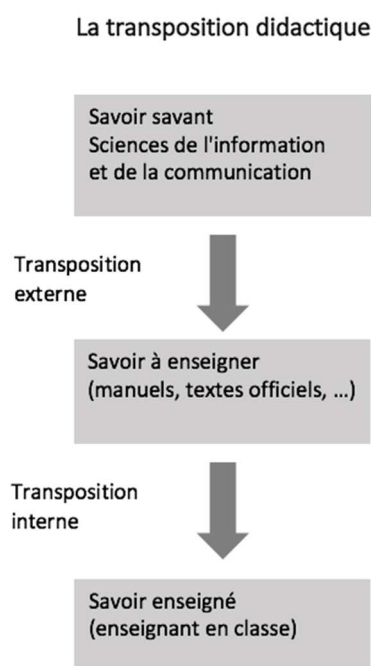 La transposition didactique
Savoir savant
Sciences de l'information
et de la communication
Transposition
externe
Savoir à enseigner
(manuels, textes officiels, ...)
Transposition
interne
Savoir enseigné
(enseignant en classe)